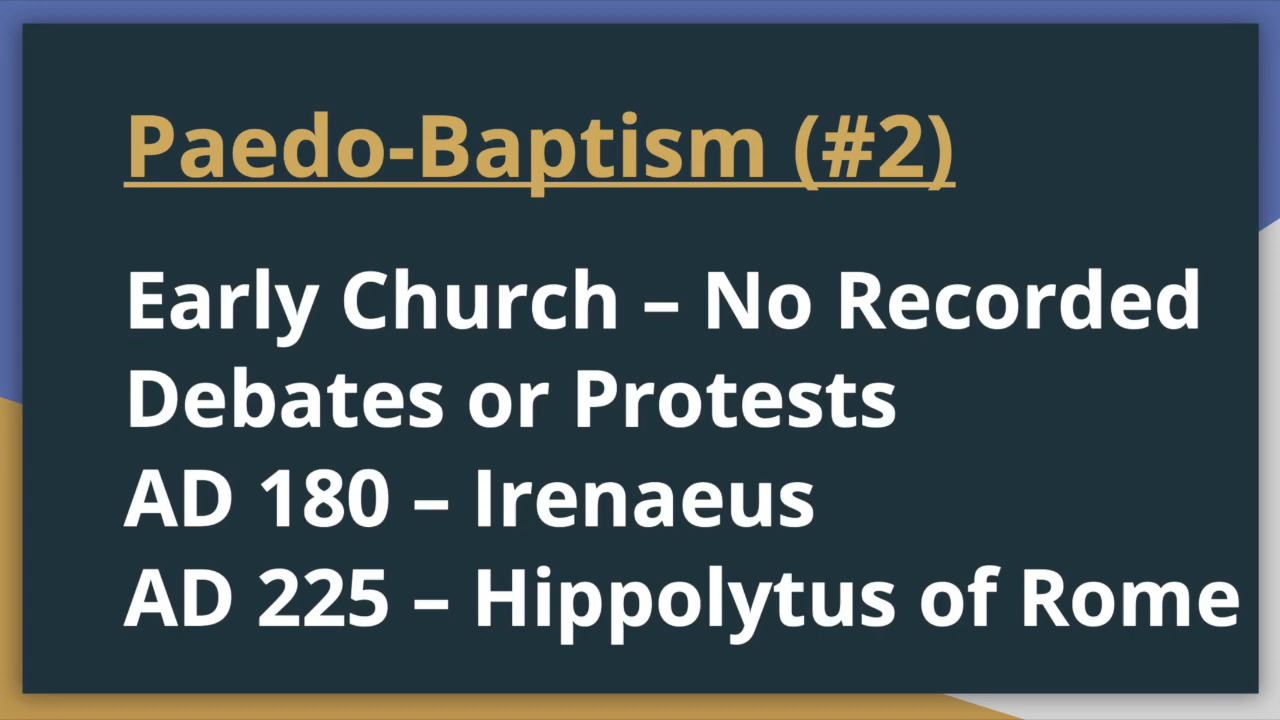 Paedo-Baptism (#2)
Early Church – No Recorded
Debates or Protests
AD 180 – Irenaeus
AD 225 – Hippolytus of Rome